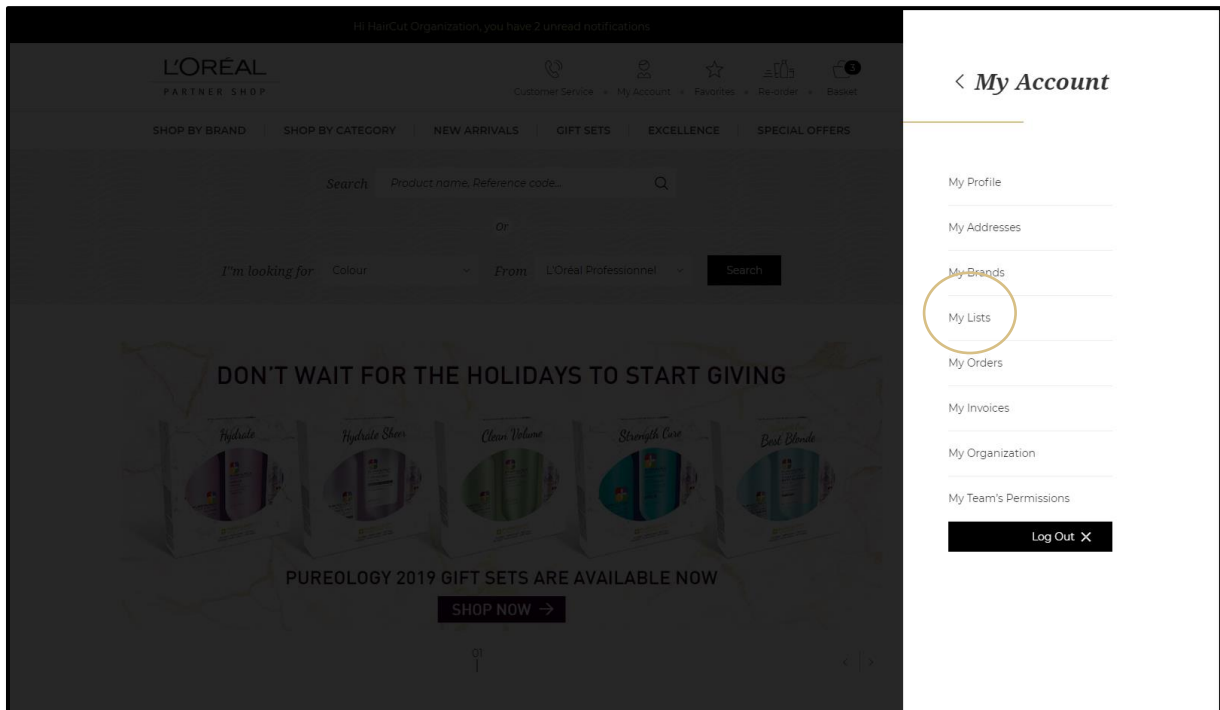 Hi HairCut Organization, you have 2 unread notifications
L'ORÉAL
PARTNER SHOP
Customer Service My Account Favorites Re-order Basket
3
SHOP BY BRAND SHOP BY CATEGORY NEW ARRIVALS GIFT SETS EXCELLENCE SPECIAL OFFERS
Search Product name, Reference code...
Or
I''m looking for Colour From L'Oréal Professionnel Search
DON'T WAIT FOR THE HOLIDAYS TO START GIVING
Hydrate Hydrate Sheer Clean Volume Strength Cure Best Blonde
PUREOLOGY 2019 GIFT SETS ARE AVAILABLE NOW
SHOP NOW →
01
< My Account
My Profile
My Addresses
My Brands
My Lists
My Orders
My Invoices
My Organization
My Team's Permissions
Log Out X